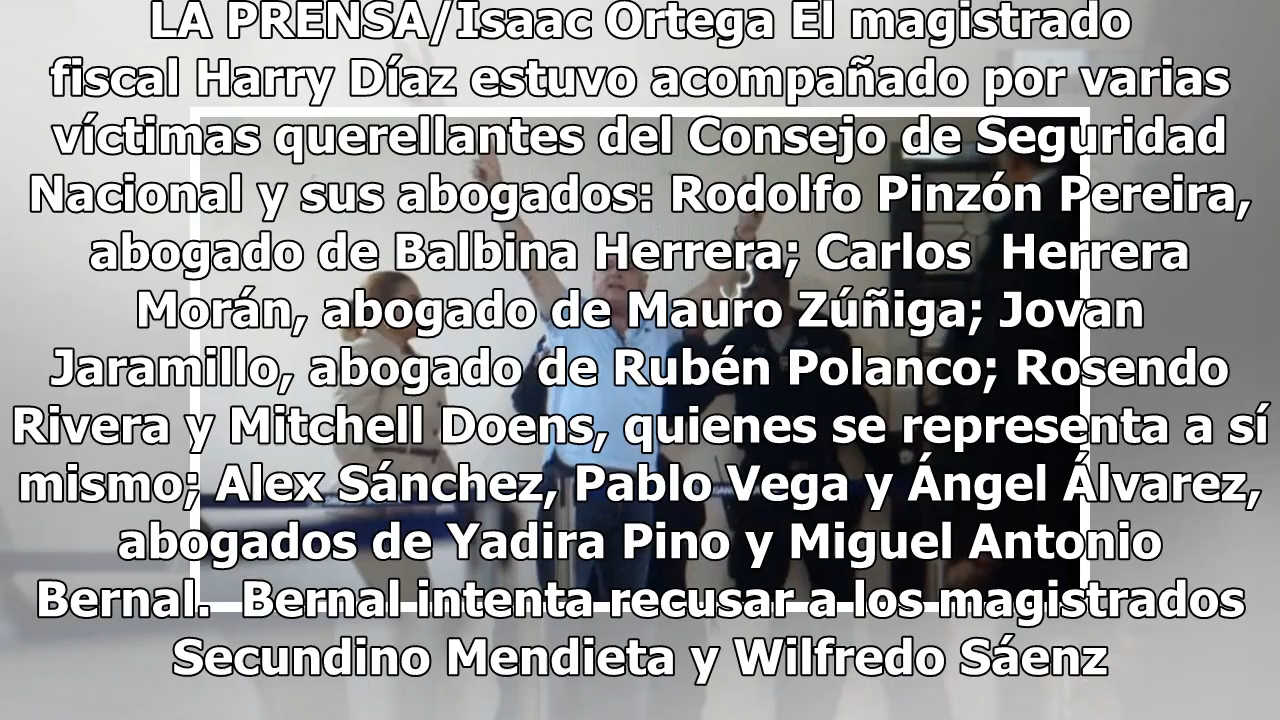 LA PRENSA/Isaac Ortega El magistrado
fiscal Harry Díaz estuvo acompañado por varias
víctimas querellantes del Consejo de Seguridad
Nacional y sus abogados: Rodolfo Pinzón Pereira,
abogado de Balbina Herrera; Carlos  Herrera
Morán, abogado de Mauro Zúñiga; Jovan
Jaramillo, abogado de Rubén Polanco; Rosendo
Rivera y Mitchell Doens, quienes se representa a sí
mismo; Alex Sánchez, Pablo Vega y Ángel Álvarez,
abogados de Yadira Pino y Miguel Antonio
Bernal.  Bernal intenta recusar a los magistrados
Secundino Mendieta y Wilfredo Sáenz